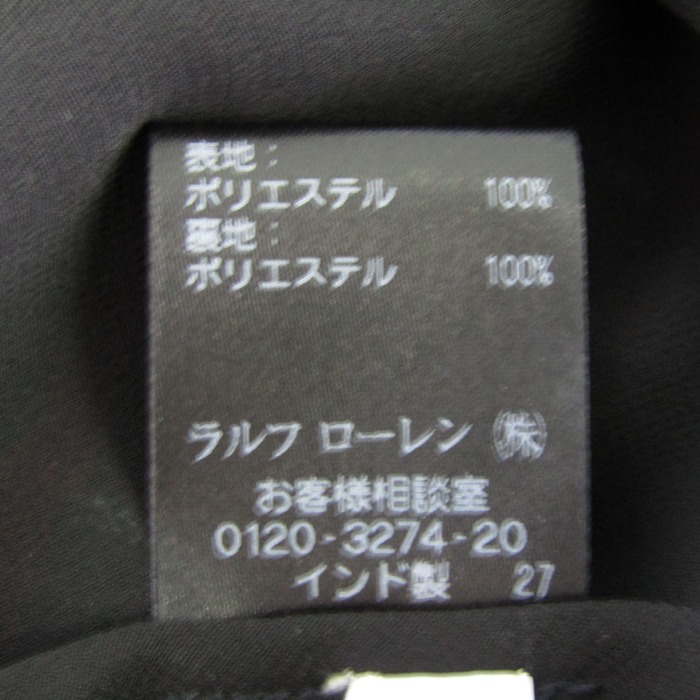 表地:
ポリエステル 100%
裏地:
ポリエステル 100%
ラルフ ローレン ㈱
お客様相談室
0120-3274-20
インド製 27